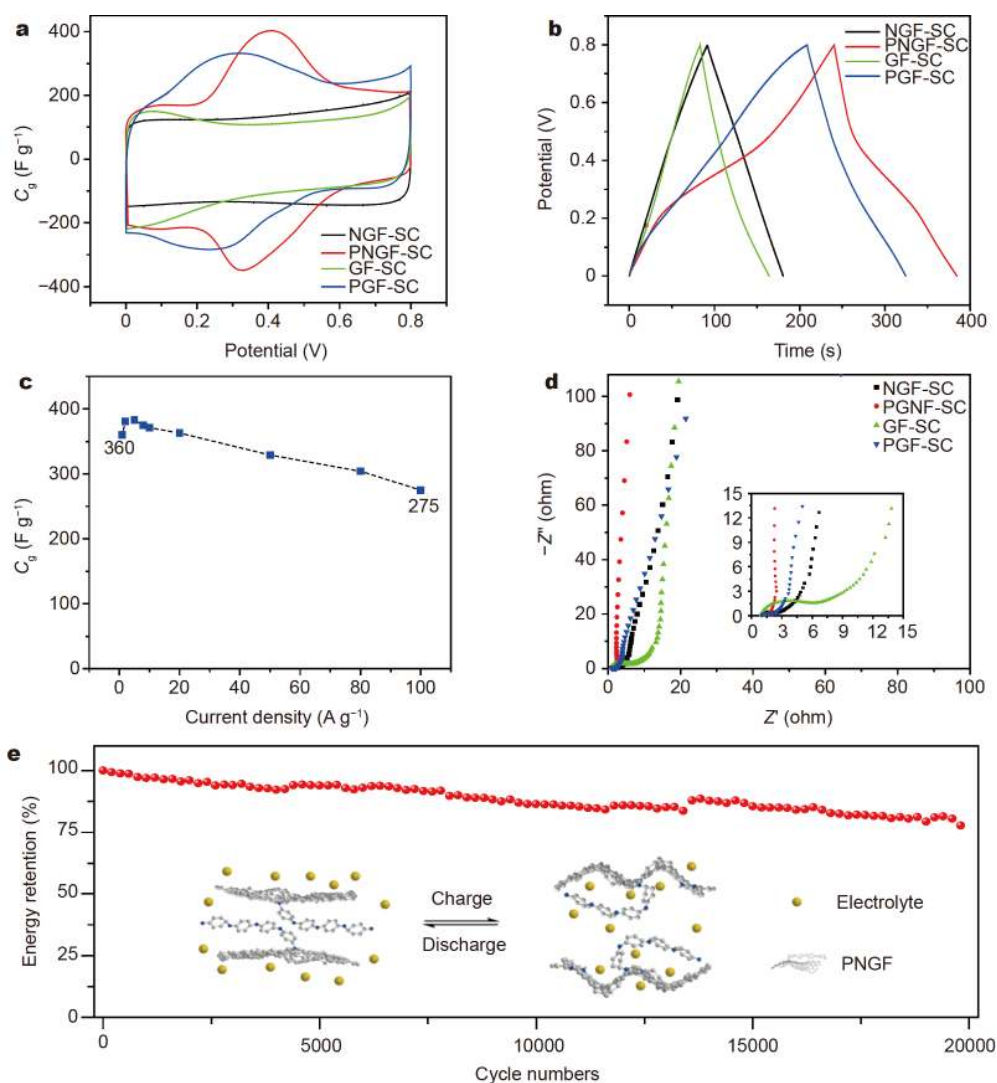 a
400
200
0
−200
−400
C_g (F g⁻¹)
NGF-SC
PNGF-SC
GF-SC
PGF-SC
0 0.2 0.4 0.6 0.8
Potential (V)
b
0.8
0.6
0.4
0.2
0
Potential (V)
NGF-SC
PNGF-SC
GF-SC
PGF-SC
0 100 200 300 400
Time (s)
c
400
300
200
100
0
C_g (F g⁻¹)
360
275
0 20 40 60 80 100
Current density (A g⁻¹)
d
100
80
60
40
20
0
−Z″ (ohm)
NGF-SC
PGNF-SC
GF-SC
PGF-SC
15
12
9
6
3
0
0 3 6 9 12 15
0 20 40 60 80 100
Z′ (ohm)
e
100
75
50
25
0
Energy retention (%)
Charge
Discharge
Electrolyte
PNGF
0 5000 10000 15000 20000
Cycle numbers